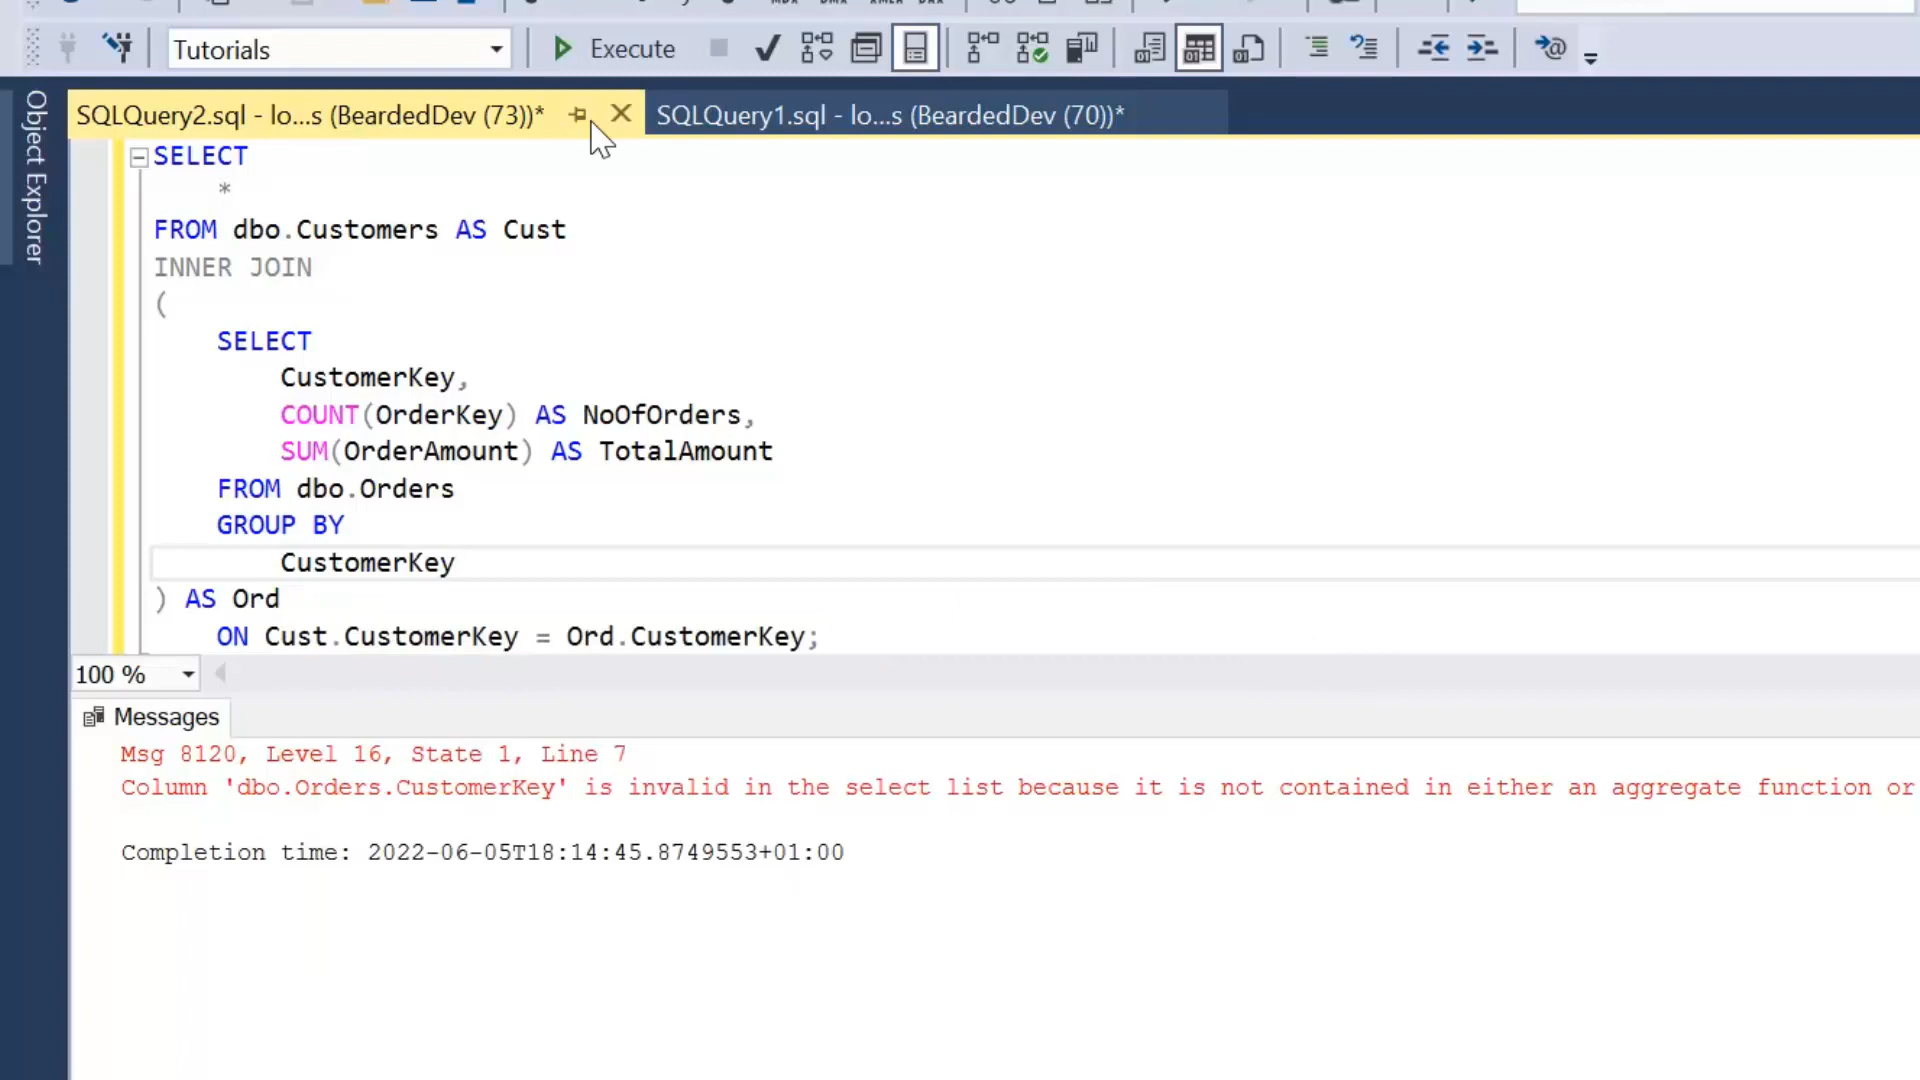 Tutorials
Execute
Object Explorer
SQLQuery2.sql - lo...s (BeardedDev (73))*
SQLQuery1.sql - lo...s (BeardedDev (70))*
SELECT
*
FROM dbo.Customers AS Cust
INNER JOIN
(
SELECT
CustomerKey,
COUNT(OrderKey) AS NoOfOrders,
SUM(OrderAmount) AS TotalAmount
FROM dbo.Orders
GROUP BY
CustomerKey
) AS Ord
ON Cust.CustomerKey = Ord.CustomerKey;
100 %
Messages
Msg 8120, Level 16, State 1, Line 7
Column 'dbo.Orders.CustomerKey' is invalid in the select list because it is not contained in either an aggregate function or
Completion time: 2022-06-05T18:14:45.8749553+01:00